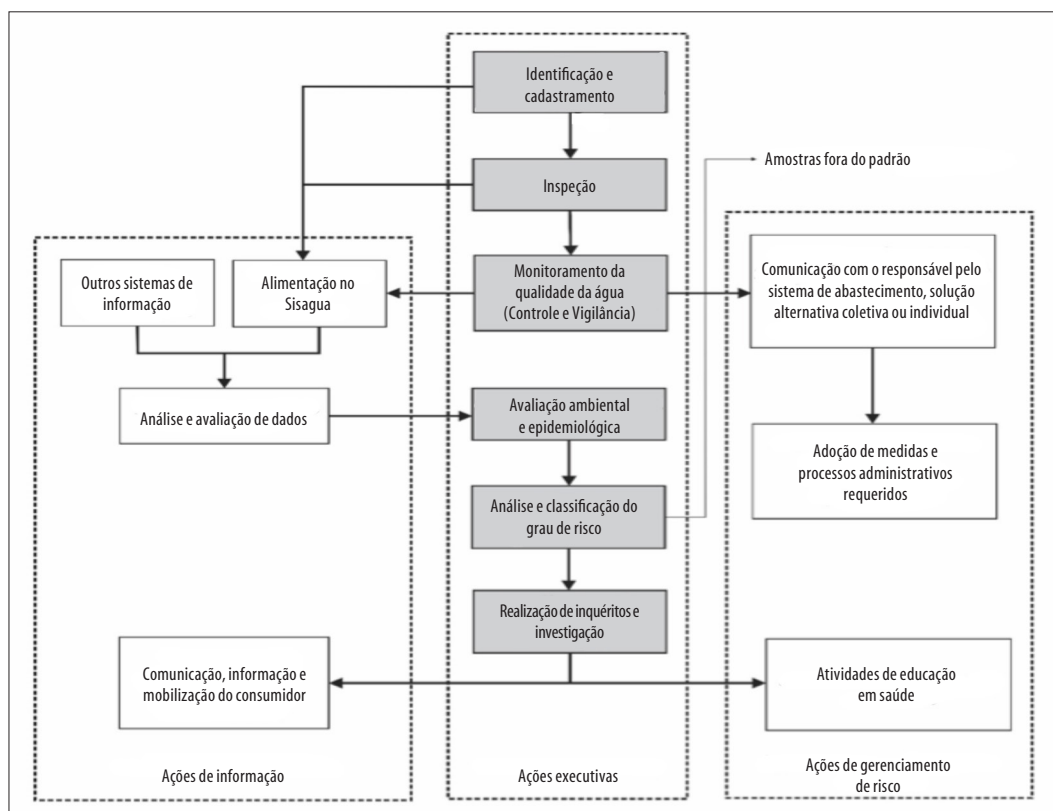 Identificação e
cadastramento
Inspeção
Amostras fora do padrão
Outros sistemas de
informação
Alimentação no
Sisagua
Monitoramento da
qualidade da água
(Controle e Vigilância)
Comunicação com o responsável pelo
sistema de abastecimento, solução
alternativa coletiva ou individual
Análise e avaliação de dados
Avaliação ambiental
e epidemiológica
Adoção de medidas e
processos administrativos
requeridos
Análise e classificação do
grau de risco
Realização de inquéritos e
investigação
Comunicação, informação e
mobilização do consumidor
Atividades de educação
em saúde
Ações de informação
Ações executivas
Ações de gerenciamento
de risco